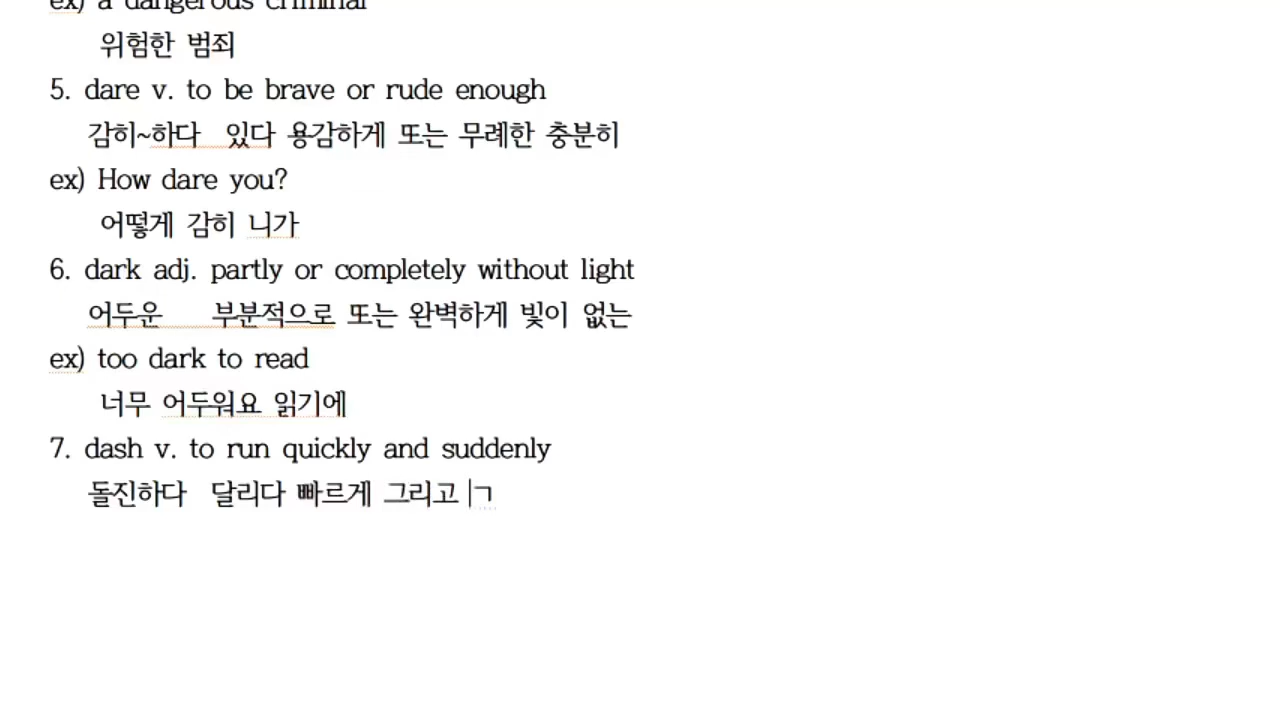 ex) a dangerous criminal
위험한 범죄
5. dare v. to be brave or rude enough
감히~하다 있다 용감하게 또는 무례한 충분히
ex) How dare you?
어떻게 감히 니가
6. dark adj. partly or completely without light
어두운 부분적으로 또는 완벽하게 빛이 없는
ex) too dark to read
너무 어두워요 읽기에
7. dash v. to run quickly and suddenly
돌진하다 달리다 빠르게 그리고 ㄱ